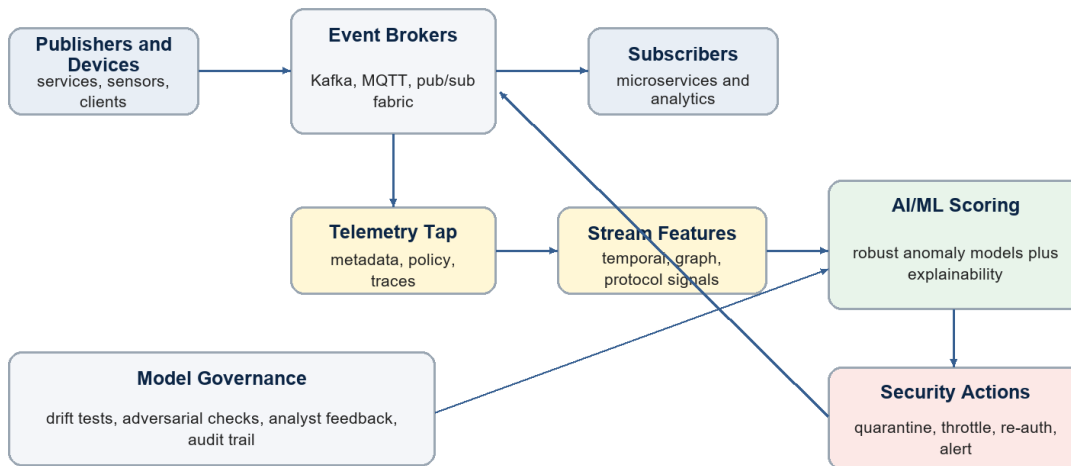 Publishers and
Devices
services, sensors,
clients
Event Brokers
Kafka, MQTT, pub/sub
fabric
Subscribers
microservices and
analytics
Telemetry Tap
metadata, policy,
traces
Stream Features
temporal, graph,
protocol signals
AI/ML Scoring
robust anomaly models plus
explainability
Model Governance
drift tests, adversarial checks, analyst feedback,
audit trail
Security Actions
quarantine, throttle, re-auth,
alert